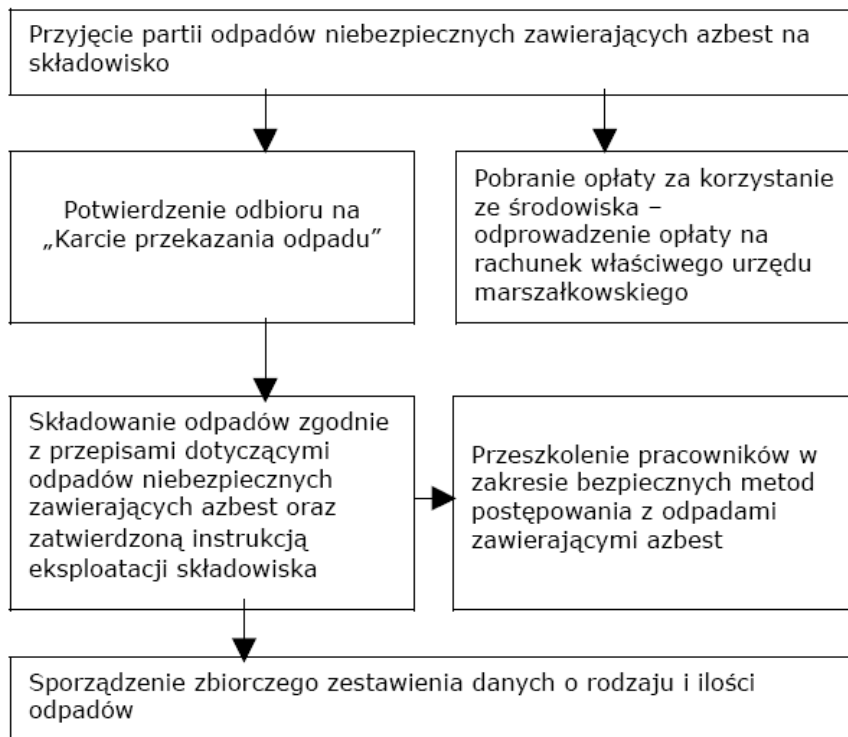 Przyjęcie partii odpadów niebezpiecznych zawierających azbest na
składowisko
Potwierdzenie odbioru na
„Karcie przekazania odpadu”
Pobranie opłaty za korzystanie
ze środowiska –
odprowadzenie opłaty na
rachunek właściwego urzędu
marszałkowskiego
Składowanie odpadów zgodnie
z przepisami dotyczącymi
odpadów niebezpiecznych
zawierających azbest oraz
zatwierdzoną instrukcją
eksploatacji składowiska
Przeszkolenie pracowników w
zakresie bezpiecznych metod
postępowania z odpadami
zawierającymi azbest
Sporządzenie zbiorczego zestawienia danych o rodzaju i ilości
odpadów